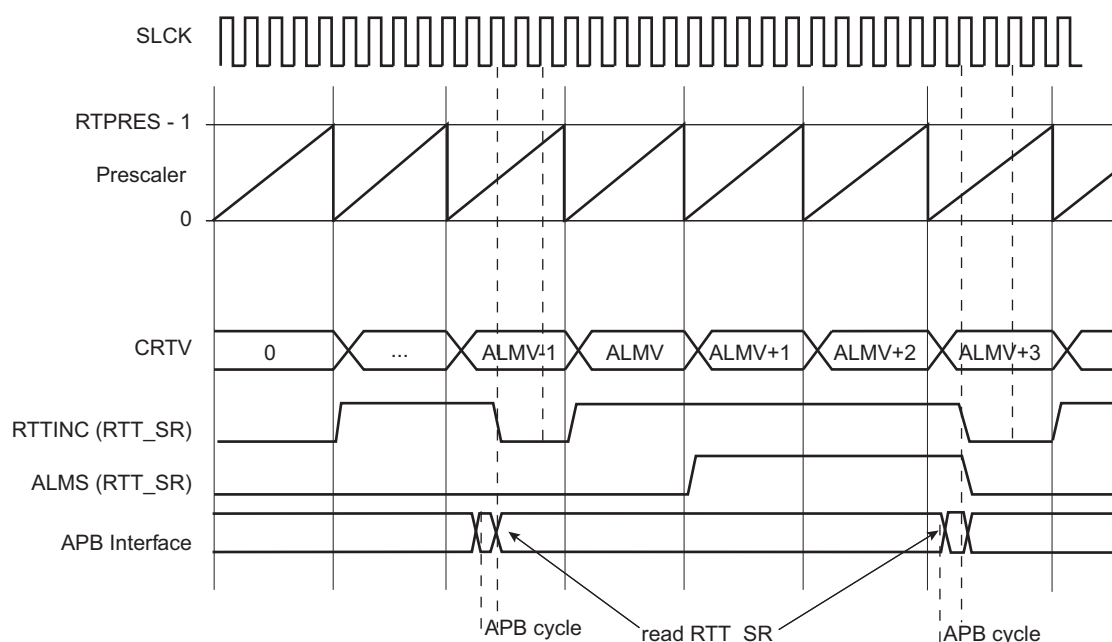 SLCK
RTPRES - 1
Prescaler
0
CRTV
0 ... ALMV-1 ALMV ALMV+1 ALMV+2 ALMV+3
RTTINC (RTT_SR)
ALMS (RTT_SR)
APB Interface
APB cycle read RTT_SR APB cycle